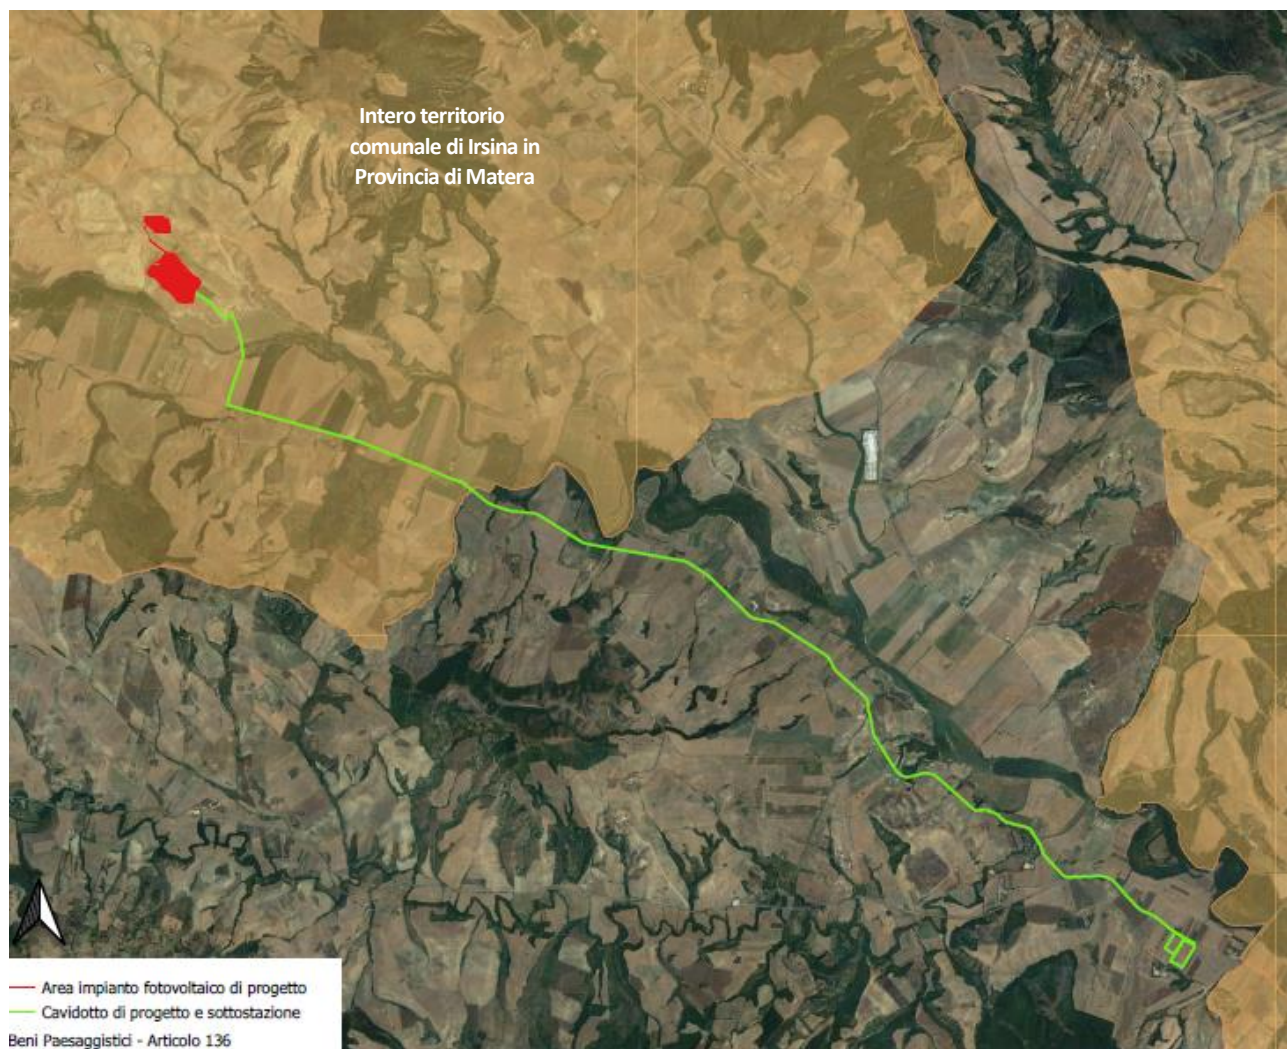 Intero territorio
comunale di Irsina in
Provincia di Matera
Area impianto fotovoltaico di progetto
Cavidotto di progetto e sottostazione
Beni Paesaggistici - Articolo 136